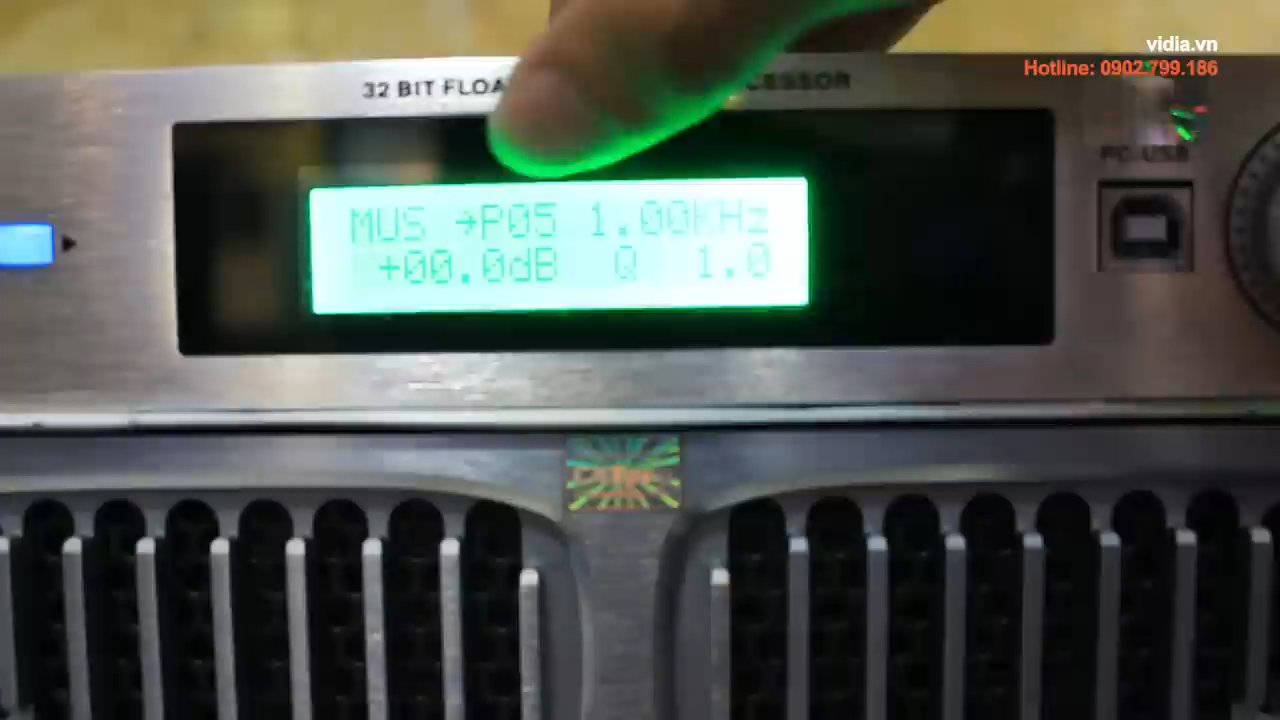 vidia.vn
Hotline: 0902.799.186
32 BIT FLOA CESSOR
PC-USB
MUS →P05 1.00KHz
+00.0dB Q 1.0